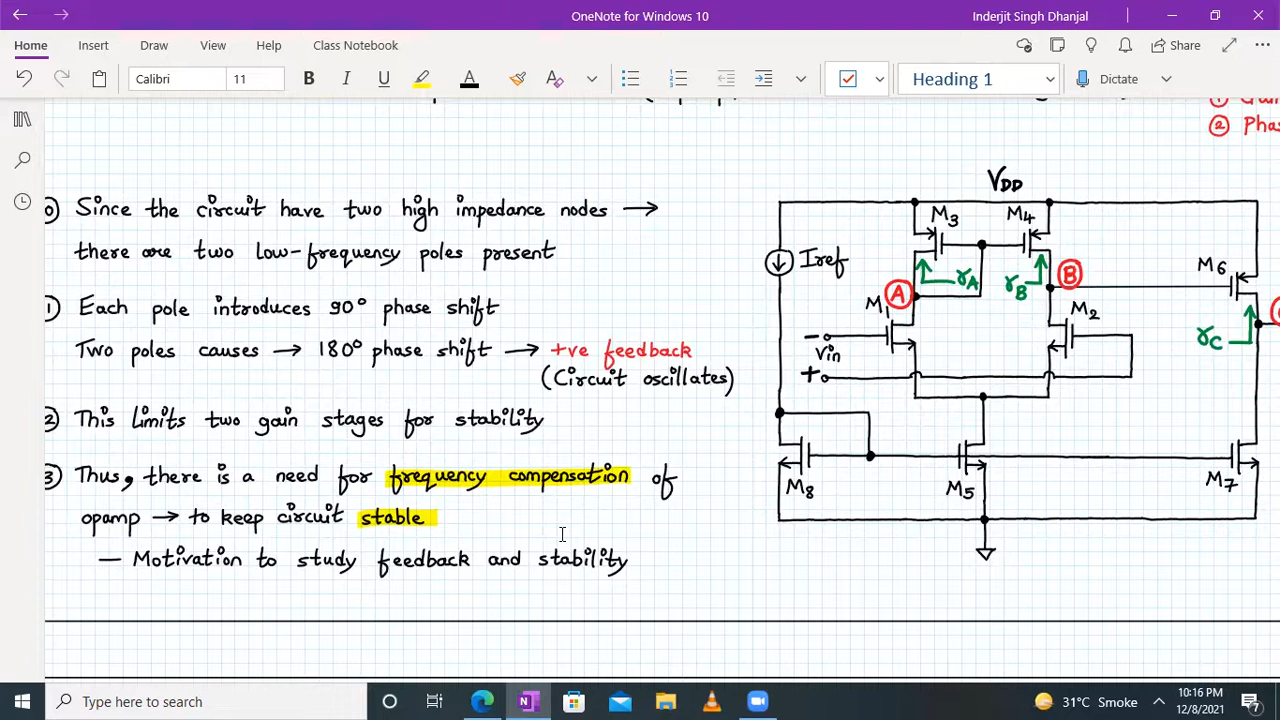 OneNote for Windows 10
Inderjit Singh Dhanjal
Home
Insert
Draw
View
Help
Class Notebook
Share
Calibri
11
B
I
U
A
A
Heading 1
Dictate
①
② Phas
0) Since the circuit have two high impedance nodes →
there are two low-frequency poles present
1) Each pole introduces 90° phase shift
Two poles causes → 180° phase shift → +ve feedback
(Circuit oscillates)
2) This limits two gain stages for stability
3) Thus, there is a need for frequency compensation of
opamp → to keep circuit stable
— Motivation to study feedback and stability
VDD
M3
M4
Iref
rA
rB
B
M6
A
M1
M2
rC
− Vin
+
M8
M5
M7
Type here to search
31°C Smoke
10:16 PM
12/8/2021
7